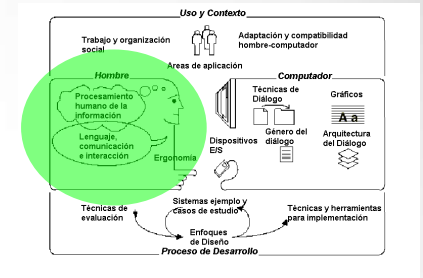 Uso y Contexto
Trabajo y organización
social
Adaptación y compatibilidad
hombre-computador
Areas de aplicación
Hombre
Computador
Procesamiento
humano de la
información
Lenguaje,
comunicación
e interacción
Ergonomía
Técnicas de
Diálogo
Gráficos
Aa
Dispositivos
E/S
Género del
diálogo
Arquitectura
del Diálogo
Técnicas de
evaluación
Sistemas ejemplo y
casos de estudio
Técnicas y herramientas
para implementación
Enfoques
de Diseño
Proceso de Desarrollo